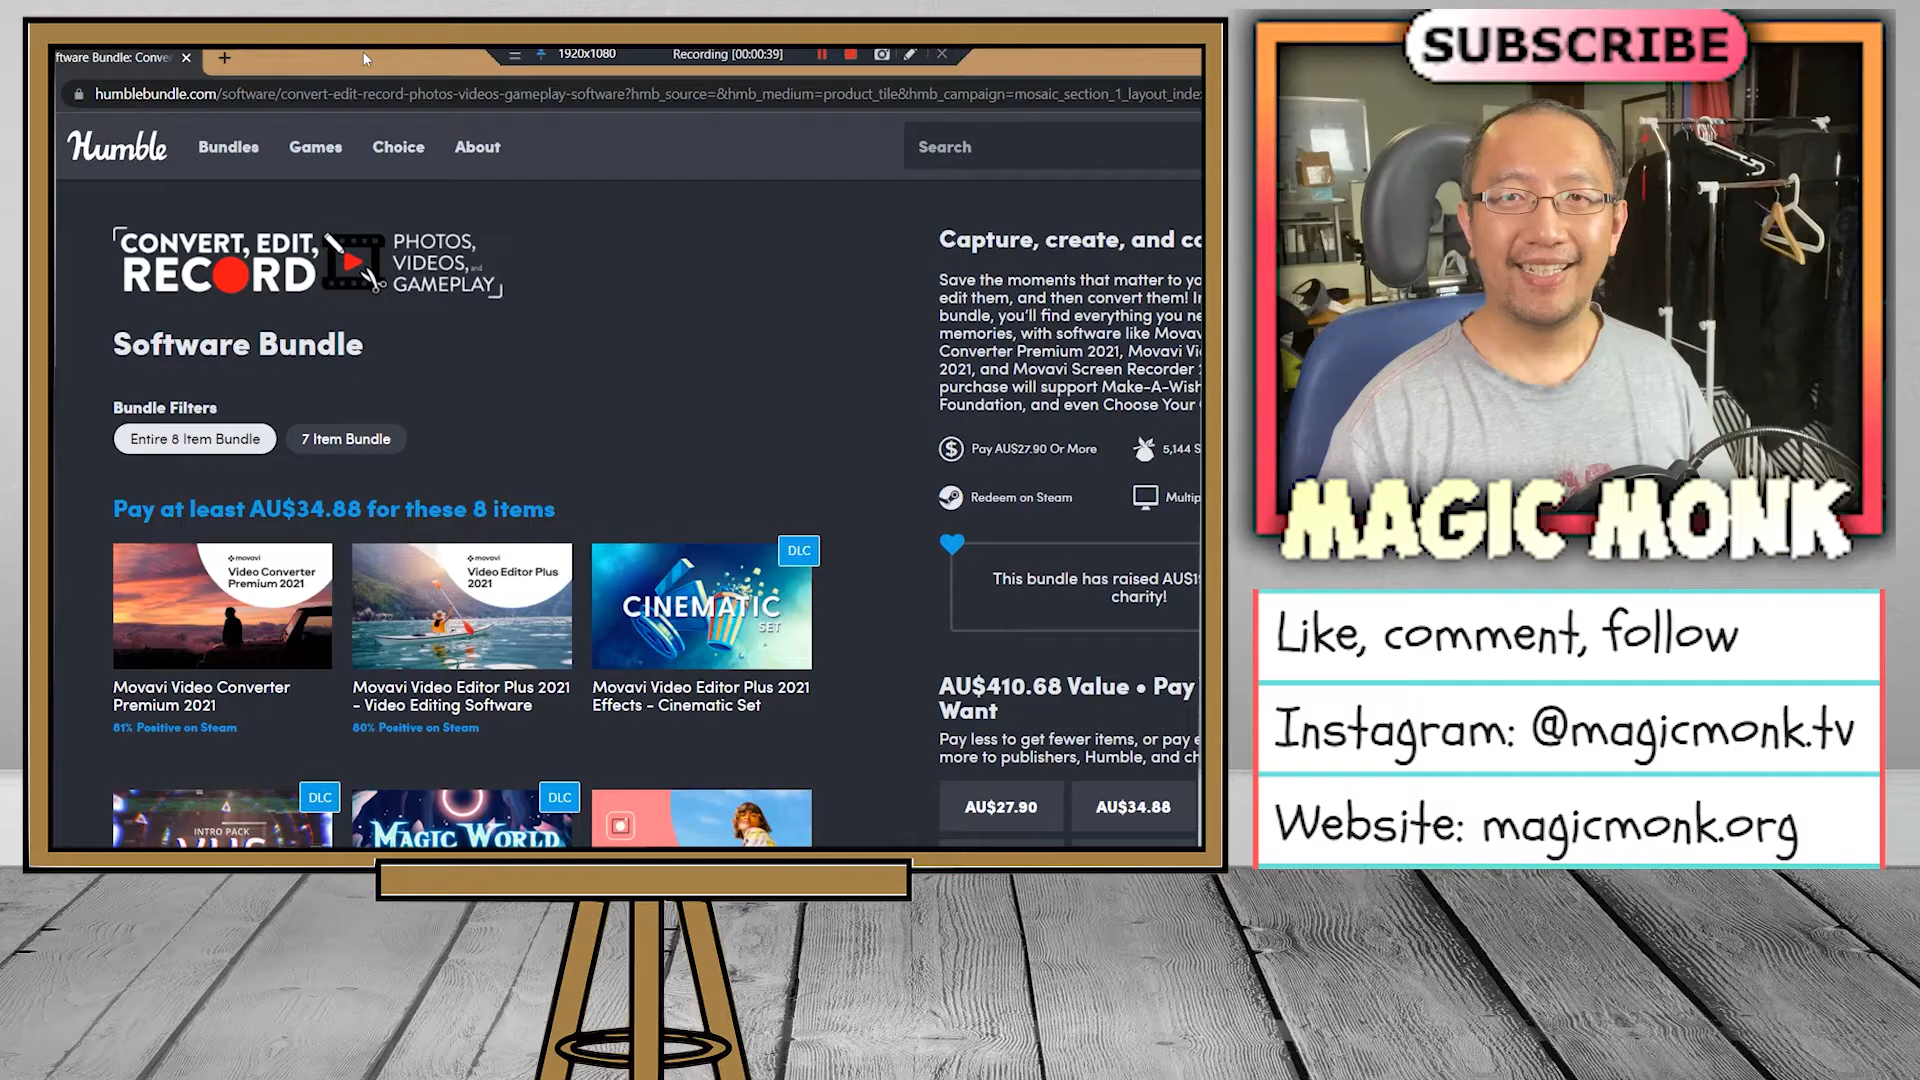 ftware Bundle: Conver
1920x1080
Recording [00:00:39]
humblebundle.com/software/convert-edit-record-photos-videos-gameplay-software?hmb_source=&hmb_medium=product_tile&hmb_campaign=mosaic_section_1_layout_index
Humble
Bundles
Games
Choice
About
Search
CONVERT, EDIT,
RECORD
PHOTOS,
VIDEOS, and
GAMEPLAY
Software Bundle
Bundle Filters
Entire 8 Item Bundle
7 Item Bundle
Pay at least AU$34.88 for these 8 items
movavi
Video Converter
Premium 2021
Movavi Video Converter
Premium 2021
81% Positive on Steam
movavi
Video Editor Plus
2021
Movavi Video Editor Plus 2021
- Video Editing Software
80% Positive on Steam
DLC
CINEMATIC
SET
Movavi Video Editor Plus 2021
Effects - Cinematic Set
DLC
INTRO PACK
VHS
DLC
MAGIC WORLD
Capture, create, and co
Save the moments that matter to yo
edit them, and then convert them! In
bundle, you'll find everything you ne
memories, with software like Movav
Converter Premium 2021, Movavi Vi
2021, and Movavi Screen Recorder
purchase will support Make-A-Wish
Foundation, and even Choose Your
Pay AU$27.90 Or More
5,144 S
Redeem on Steam
Multip
This bundle has raised AU$1
charity!
AU$410.68 Value • Pay
Want
Pay less to get fewer items, or pay e
more to publishers, Humble, and ch
AU$27.90
AU$34.88
SUBSCRIBE
MAGIC MONK
Like, comment, follow
Instagram: @magicmonk.tv
Website: magicmonk.org